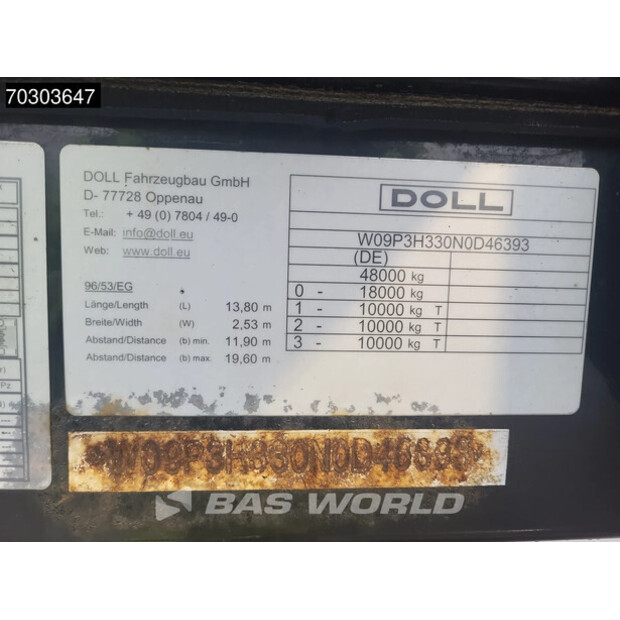 70303647
DOLL Fahrzeugbau GmbH
D- 77728 Oppenau
Tel.: + 49 (0) 7804 / 49-0
E-Mail: info@doll.eu
Web: www.doll.eu
96/53/EG
Länge/Length (L) 13,80 m
Breite/Width (W) 2,53 m
Abstand/Distance (b) min. 11,90 m
Abstand/Distance (b) max. 19,60 m
DOLL
W09P3H330N0D46393
(DE)
48000 kg
0 - 18000 kg
1 - 10000 kg T
2 - 10000 kg T
3 - 10000 kg T
*W09P3H330N0D46393*
BAS WORLD